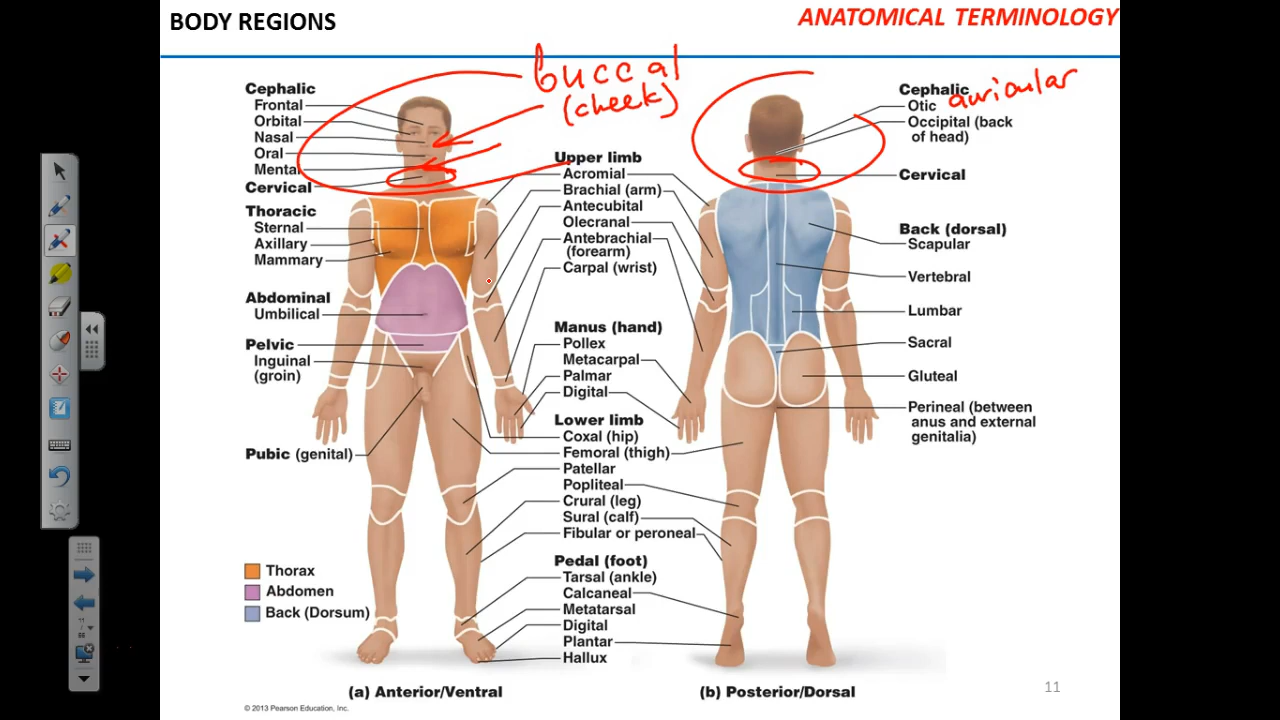 BODY REGIONS
ANATOMICAL TERMINOLOGY
buccal
(cheek)
Cephalic
Frontal
Orbital
Nasal
Oral
Mental
Cervical
Thoracic
Sternal
Axillary
Mammary
Abdominal
Umbilical
Pelvic
Inguinal
(groin)
Pubic (genital)
Thorax
Abdomen
Back (Dorsum)
Upper limb
Acromial
Brachial (arm)
Antecubital
Olecranal
Antebrachial
(forearm)
Carpal (wrist)
Manus (hand)
Pollex
Metacarpal
Palmar
Digital
Lower limb
Coxal (hip)
Femoral (thigh)
Patellar
Popliteal
Crural (leg)
Sural (calf)
Fibular or peroneal
Pedal (foot)
Tarsal (ankle)
Calcaneal
Metatarsal
Digital
Plantar
Hallux
Cephalic
Otic auricular
Occipital (back
of head)
Cervical
Back (dorsal)
Scapular
Vertebral
Lumbar
Sacral
Gluteal
Perineal (between
anus and external
genitalia)
(a) Anterior/Ventral
(b) Posterior/Dorsal
11
© 2013 Pearson Education, Inc.